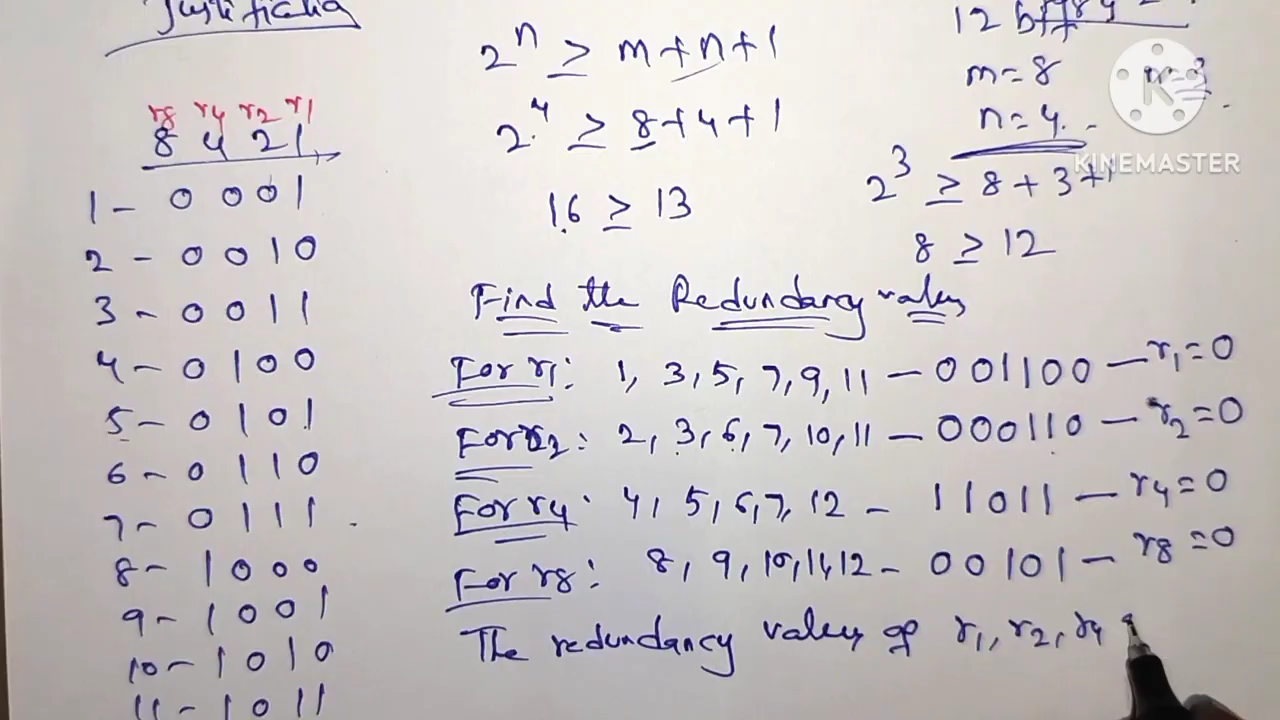 Justification
r8 r4 r2 r1
8 4 2 1
1 - 0 0 0 1
2 - 0 0 1 0
3 - 0 0 1 1
4 - 0 1 0 0
5 - 0 1 0 1
6 - 0 1 1 0
7 - 0 1 1 1
8 - 1 0 0 0
9 - 1 0 0 1
10 - 1 0 1 0
11 - 1 0 1 1
2^n ≥ m+n+1
2^4 ≥ 8+4+1
16 ≥ 13
12 bits
m=8
n=3
n=4
2^3 ≥ 8+3+1
8 ≥ 12
KINEMASTER
Find the Redundancy values
For r1: 1, 3, 5, 7, 9, 11 - 001100 - r1=0
For r2: 2, 3, 6, 7, 10, 11 - 000110 - r2=0
For r4: 4, 5, 6, 7, 12 - 11011 - r4=0
For r8: 8, 9, 10, 11, 12 - 00101 - r8=0
The redundancy values of r1, r2, r4